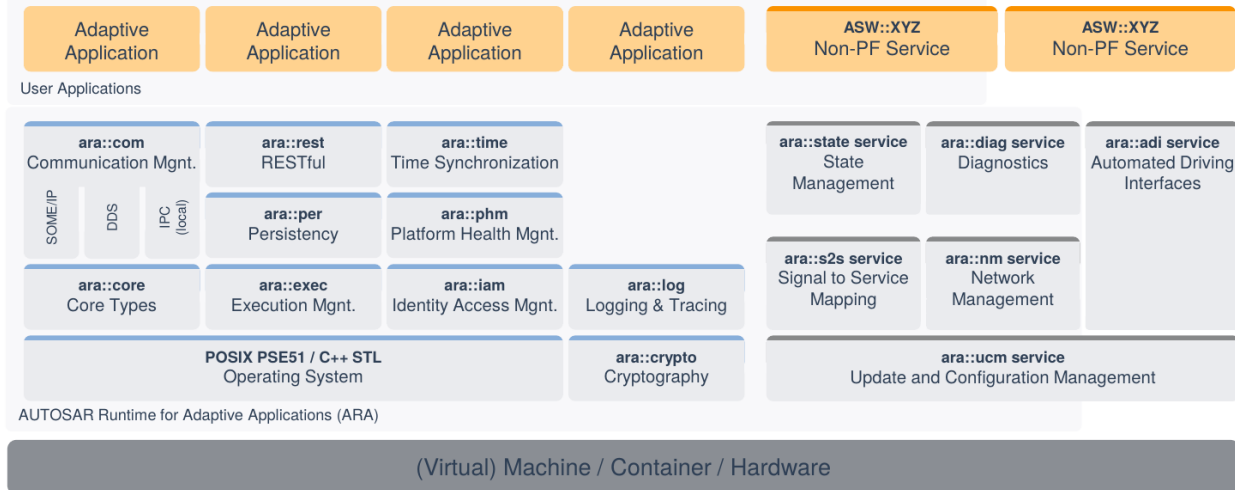 Adaptive
Application
Adaptive
Application
Adaptive
Application
Adaptive
Application
ASW::XYZ
Non-PF Service
ASW::XYZ
Non-PF Service
User Applications
ara::com
Communication Mgnt.
SOME/IP
DDS
IPC
(local)
ara::rest
RESTful
ara::time
Time Synchronization
ara::per
Persistency
ara::phm
Platform Health Mgnt.
ara::core
Core Types
ara::exec
Execution Mgnt.
ara::iam
Identity Access Mgnt.
ara::log
Logging & Tracing
POSIX PSE51 / C++ STL
Operating System
ara::crypto
Cryptography
ara::state service
State
Management
ara::diag service
Diagnostics
ara::adi service
Automated Driving
Interfaces
ara::s2s service
Signal to Service
Mapping
ara::nm service
Network
Management
ara::ucm service
Update and Configuration Management
AUTOSAR Runtime for Adaptive Applications (ARA)
(Virtual) Machine / Container / Hardware